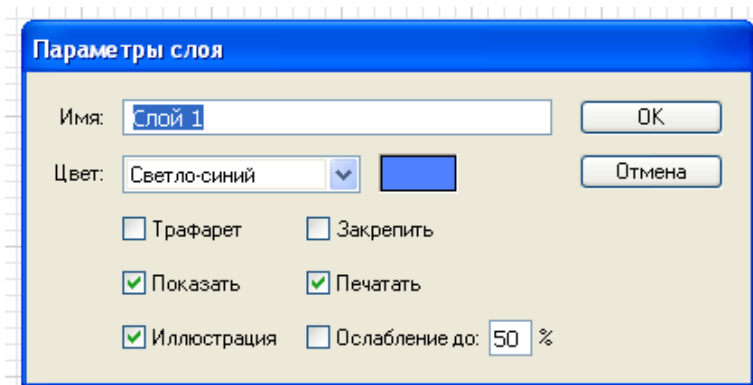 Параметры слоя
Имя: Слой 1 OK
Цвет: Светло-синий Отмена
Трафарет Закрепить
Показать Печатать
Иллюстрация Ослабление до: 50 %